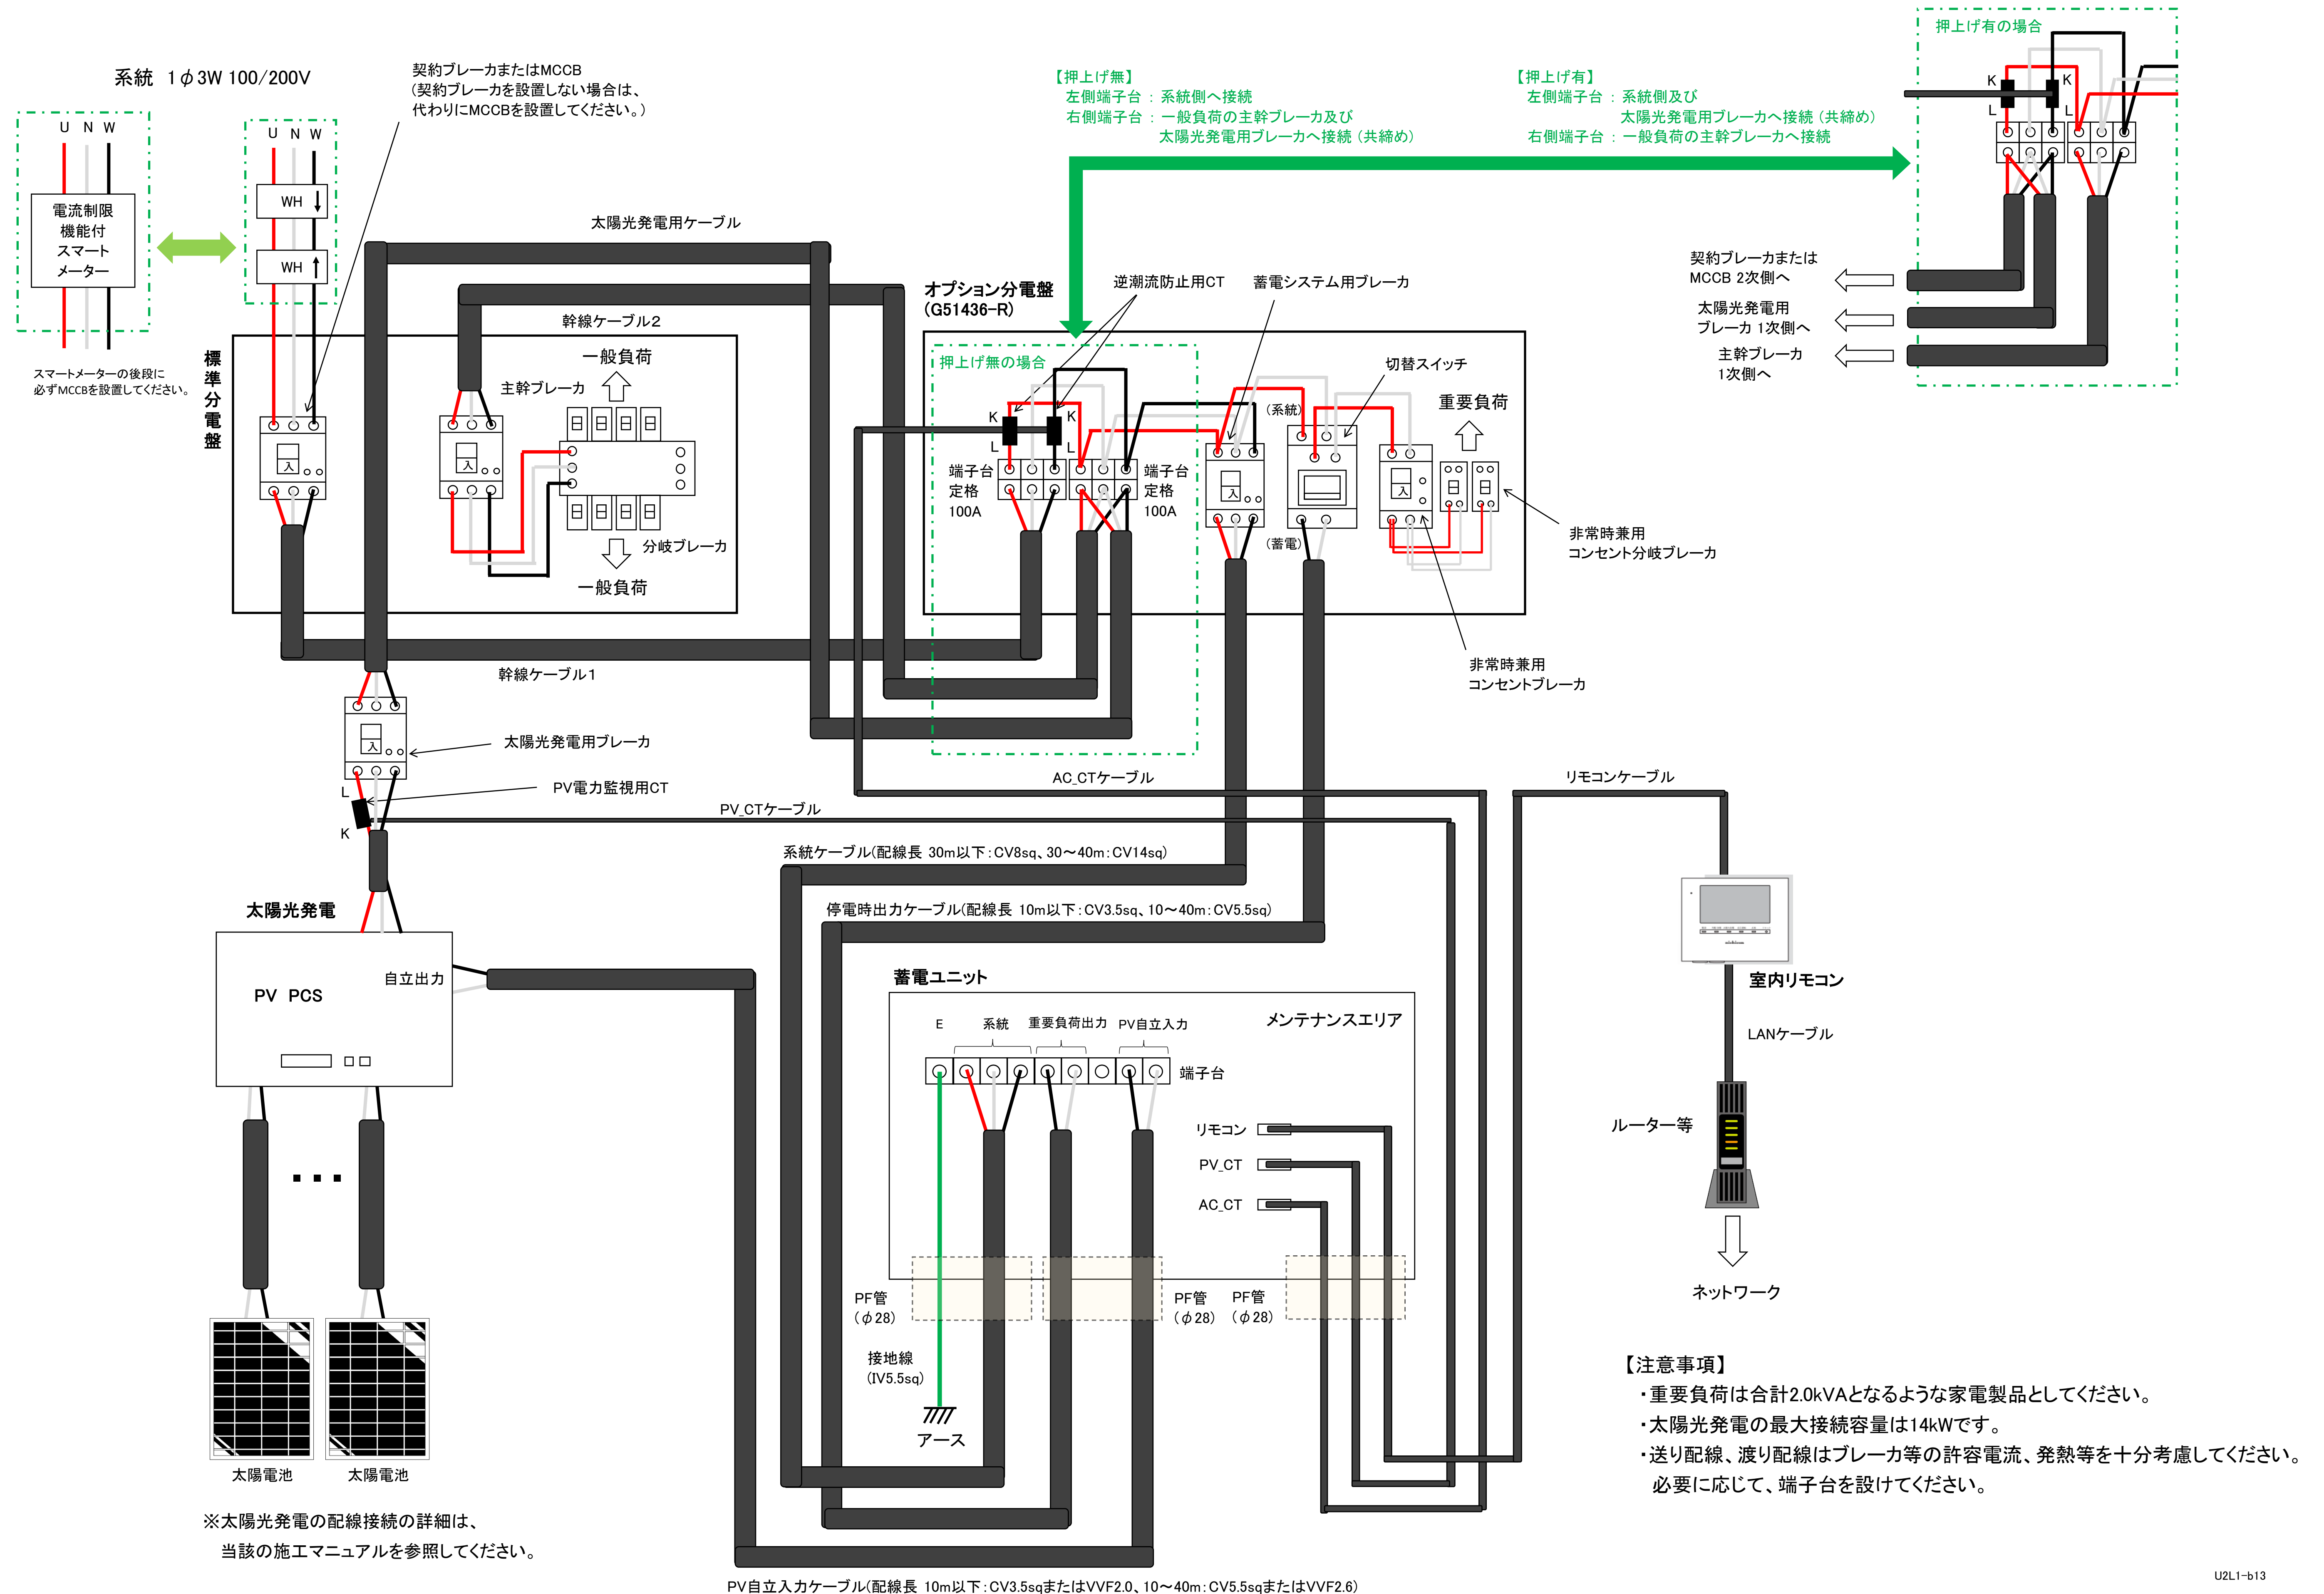 系統 1φ3W 100/200V
契約ブレーカまたはMCCB
(契約ブレーカを設置しない場合は、
代わりにMCCBを設置してください。)
U N W
U N W
電流制限
機能付
スマート
メーター
WH
WH
スマートメーターの後段に
必ずMCCBを設置してください。
【押上げ無】
左側端子台 : 系統側へ接続
右側端子台 : 一般負荷の主幹ブレーカ及び
太陽光発電用ブレーカへ接続 (共締め)
【押上げ有】
左側端子台 : 系統側及び
太陽光発電用ブレーカへ接続 (共締め)
右側端子台 : 一般負荷の主幹ブレーカへ接続
押上げ有の場合
K
K
L
L
契約ブレーカまたは
MCCB 2次側へ
太陽光発電用
ブレーカ 1次側へ
主幹ブレーカ
1次側へ
太陽光発電用ケーブル
幹線ケーブル2
標準分電盤
入
主幹ブレーカ
入
一般負荷
分岐ブレーカ
一般負荷
幹線ケーブル1
オプション分電盤
(G51436-R)
逆潮流防止用CT
蓄電システム用ブレーカ
押上げ無の場合
K
K
L
L
端子台
定格
100A
端子台
定格
100A
入
切替スイッチ
(系統)
(蓄電)
入
重要負荷
非常時兼用
コンセント分岐ブレーカ
非常時兼用
コンセントブレーカ
入
太陽光発電用ブレーカ
PV電力監視用CT
L
K
PV_CTケーブル
AC_CTケーブル
リモコンケーブル
系統ケーブル(配線長 30m以下:CV8sq、30～40m:CV14sq)
停電時出力ケーブル(配線長 10m以下:CV3.5sq、10～40m:CV5.5sq)
太陽光発電
PV PCS
自立出力
太陽電池
太陽電池
※太陽光発電の配線接続の詳細は、
当該の施工マニュアルを参照してください。
蓄電ユニット
メンテナンスエリア
E
系統
重要負荷出力
PV自立入力
端子台
リモコン
PV_CT
AC_CT
PF管
(φ28)
PF管
(φ28)
PF管
(φ28)
接地線
(IV5.5sq)
アース
PV自立入力ケーブル(配線長 10m以下:CV3.5sqまたはVVF2.0、10～40m:CV5.5sqまたはVVF2.6)
室内リモコン
LANケーブル
ルーター等
ネットワーク
【注意事項】
・重要負荷は合計2.0kVAとなるような家電製品としてください。
・太陽光発電の最大接続容量は14kWです。
・送り配線、渡り配線はブレーカ等の許容電流、発熱等を十分考慮してください。
必要に応じて、端子台を設けてください。
U2L1-b13